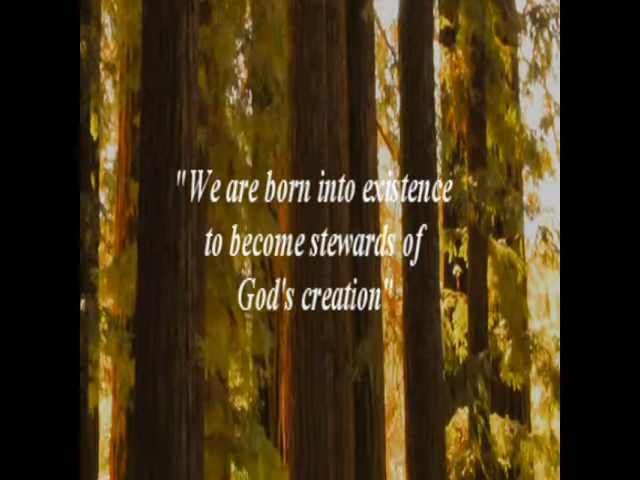 "We are born into existence
to become stewards of
God's creation"